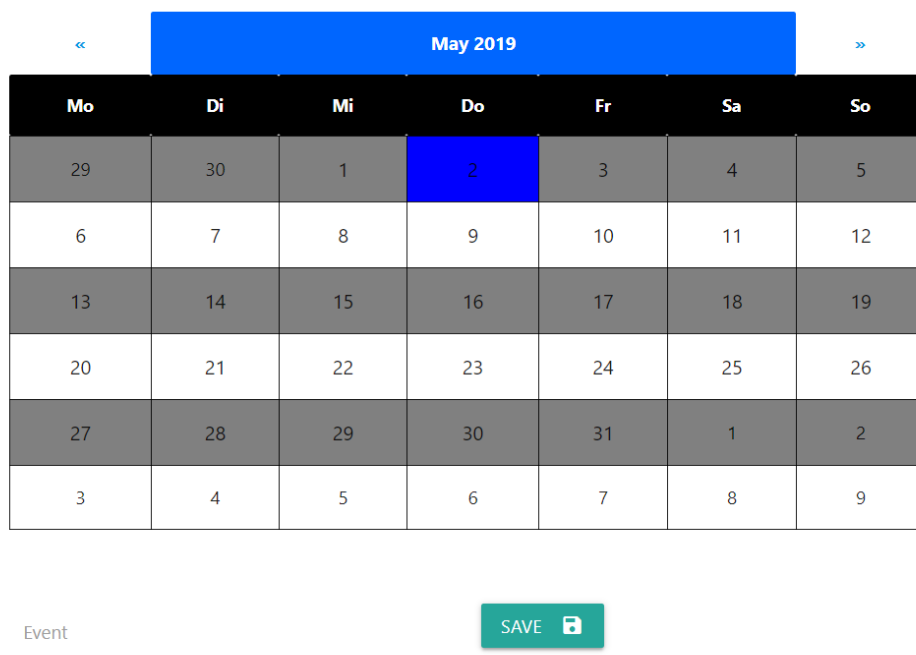 « May 2019 »
Mo Di Mi Do Fr Sa So
29 30 1 2 3 4 5
6 7 8 9 10 11 12
13 14 15 16 17 18 19
20 21 22 23 24 25 26
27 28 29 30 31 1 2
3 4 5 6 7 8 9
Event SAVE